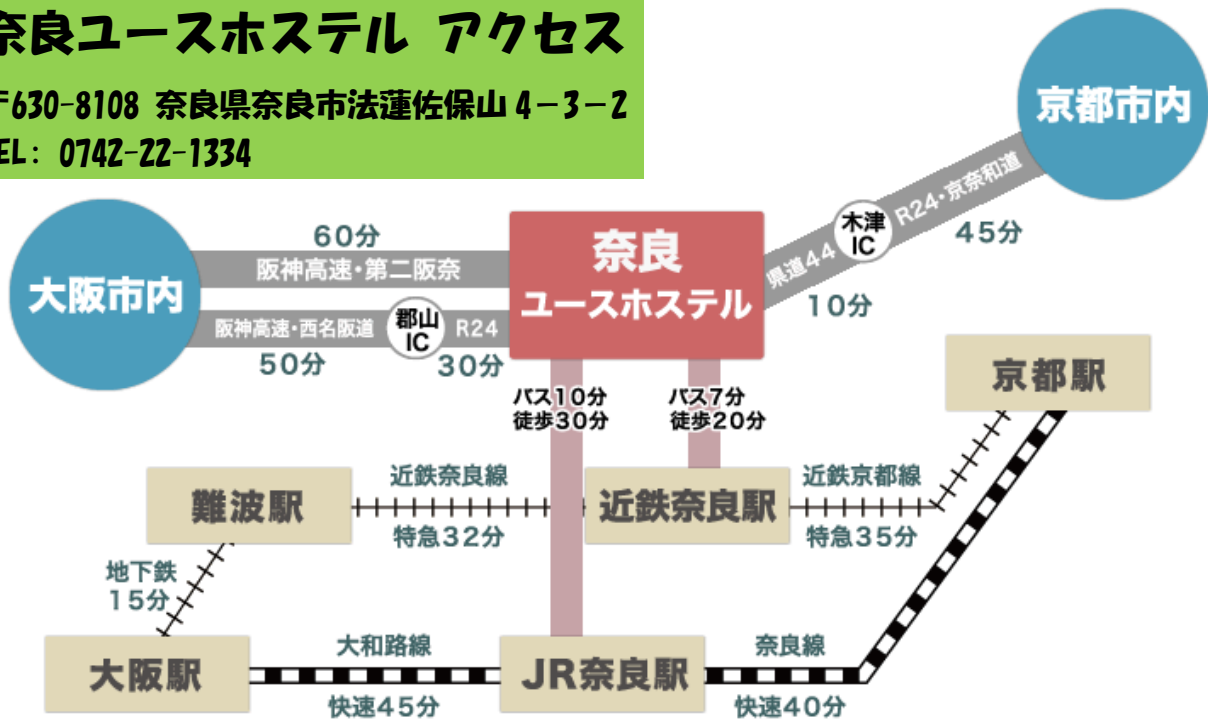 奈良ユースホステル アクセス
〒630-8108 奈良県奈良市法蓮佐保山4-3-2
TEL: 0742-22-1334
京都市内
R24・京奈和道
45分
木津
IC
県道44
10分
大阪市内
60分
阪神高速・第二阪奈
阪神高速・西名阪道
50分
郡山
IC
R24
30分
奈良
ユースホステル
バス10分
徒歩30分
バス7分
徒歩20分
京都駅
難波駅
近鉄奈良線
特急32分
近鉄奈良駅
近鉄京都線
特急35分
地下鉄
15分
大阪駅
大和路線
快速45分
JR奈良駅
奈良線
快速40分